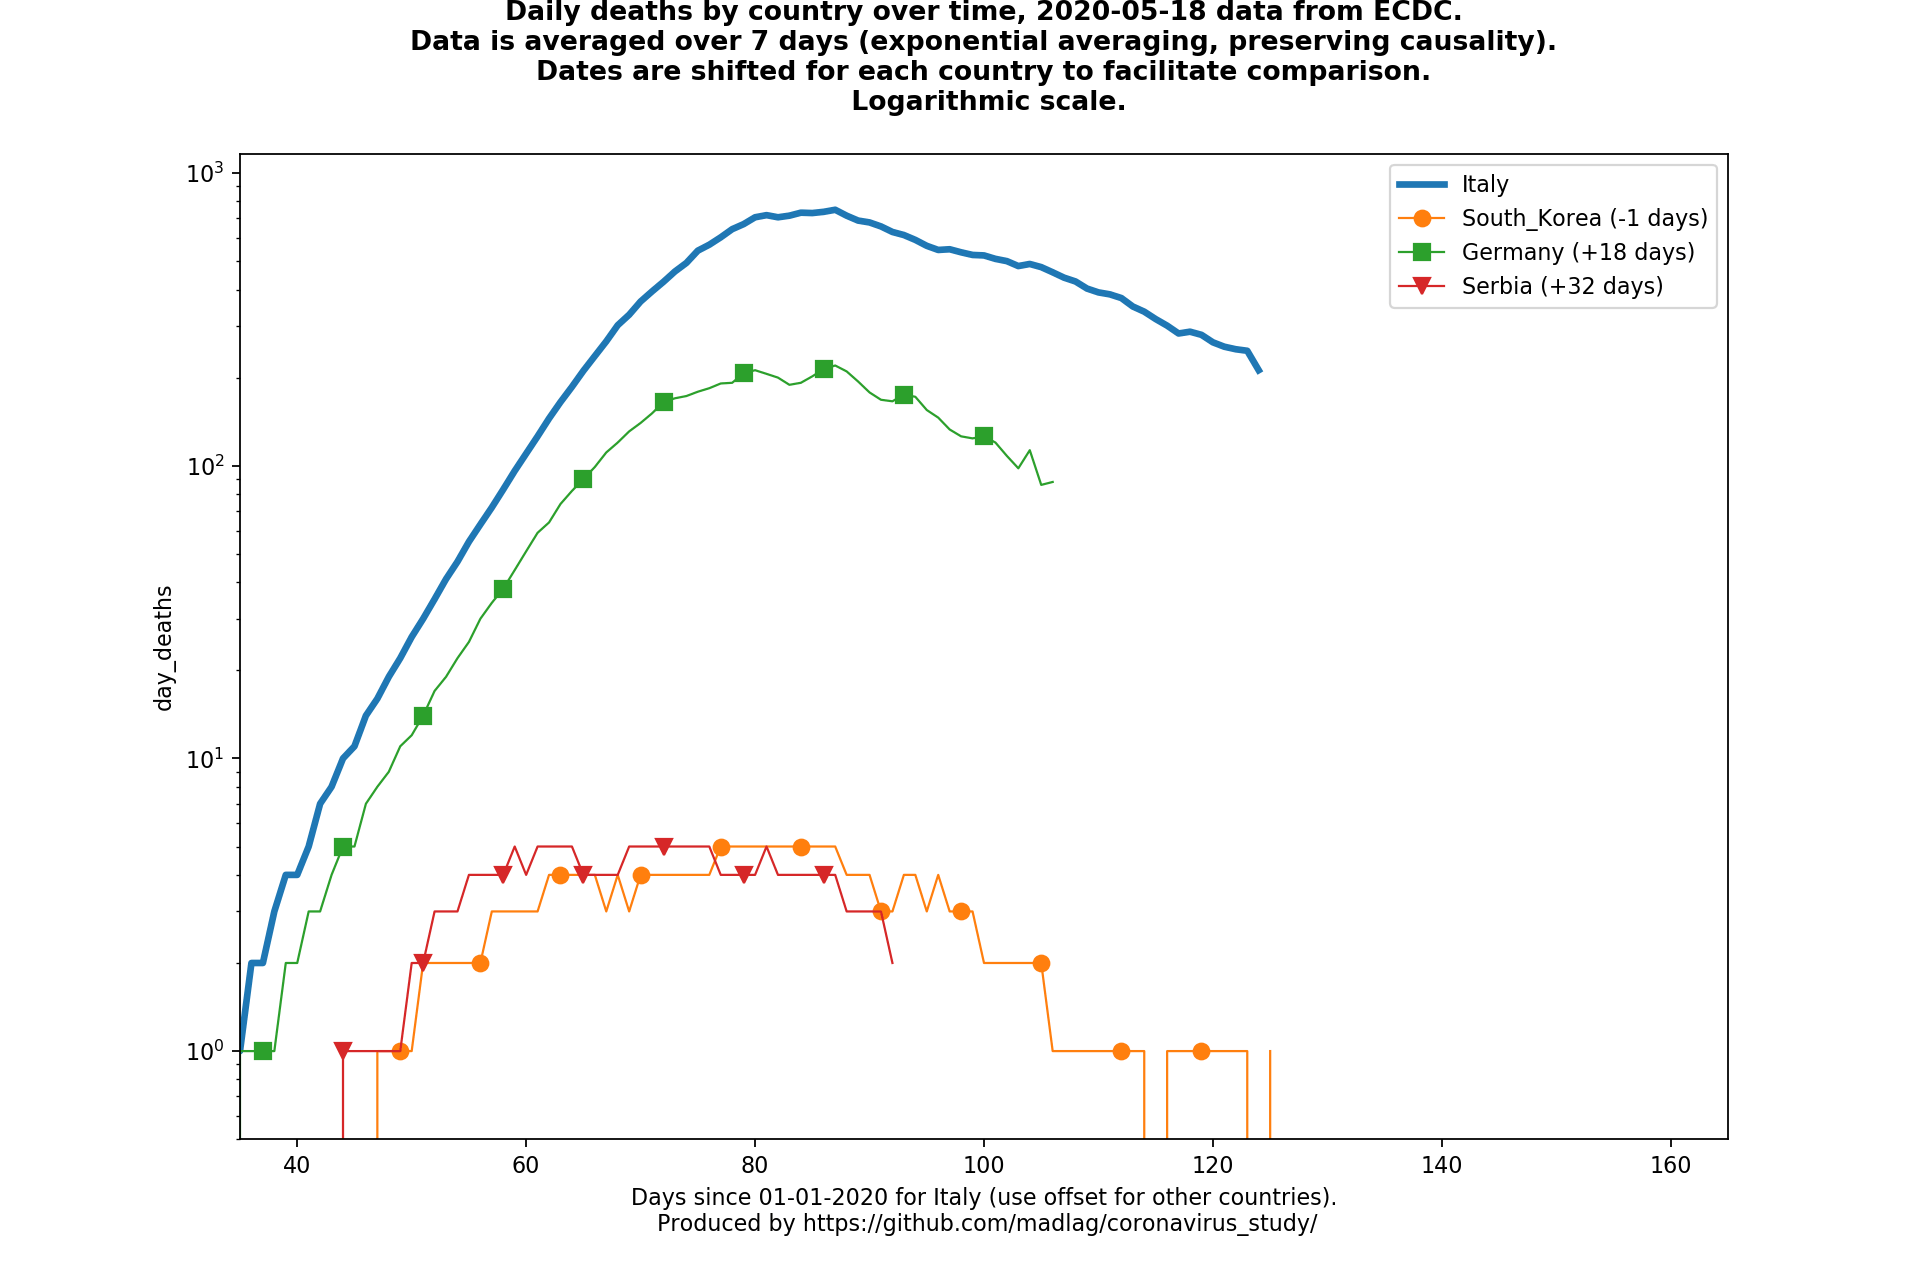 Daily deaths by country over time, 2020-05-18 data from ECDC.
Data is averaged over 7 days (exponential averaging, preserving causality).
Dates are shifted for each country to facilitate comparison.
Logarithmic scale.
10³
10²
10¹
10⁰
day_deaths
Italy
South_Korea (-1 days)
Germany (+18 days)
Serbia (+32 days)
40 60 80 100 120 140 160
Days since 01-01-2020 for Italy (use offset for other countries).
Produced by https://github.com/madlag/coronavirus_study/